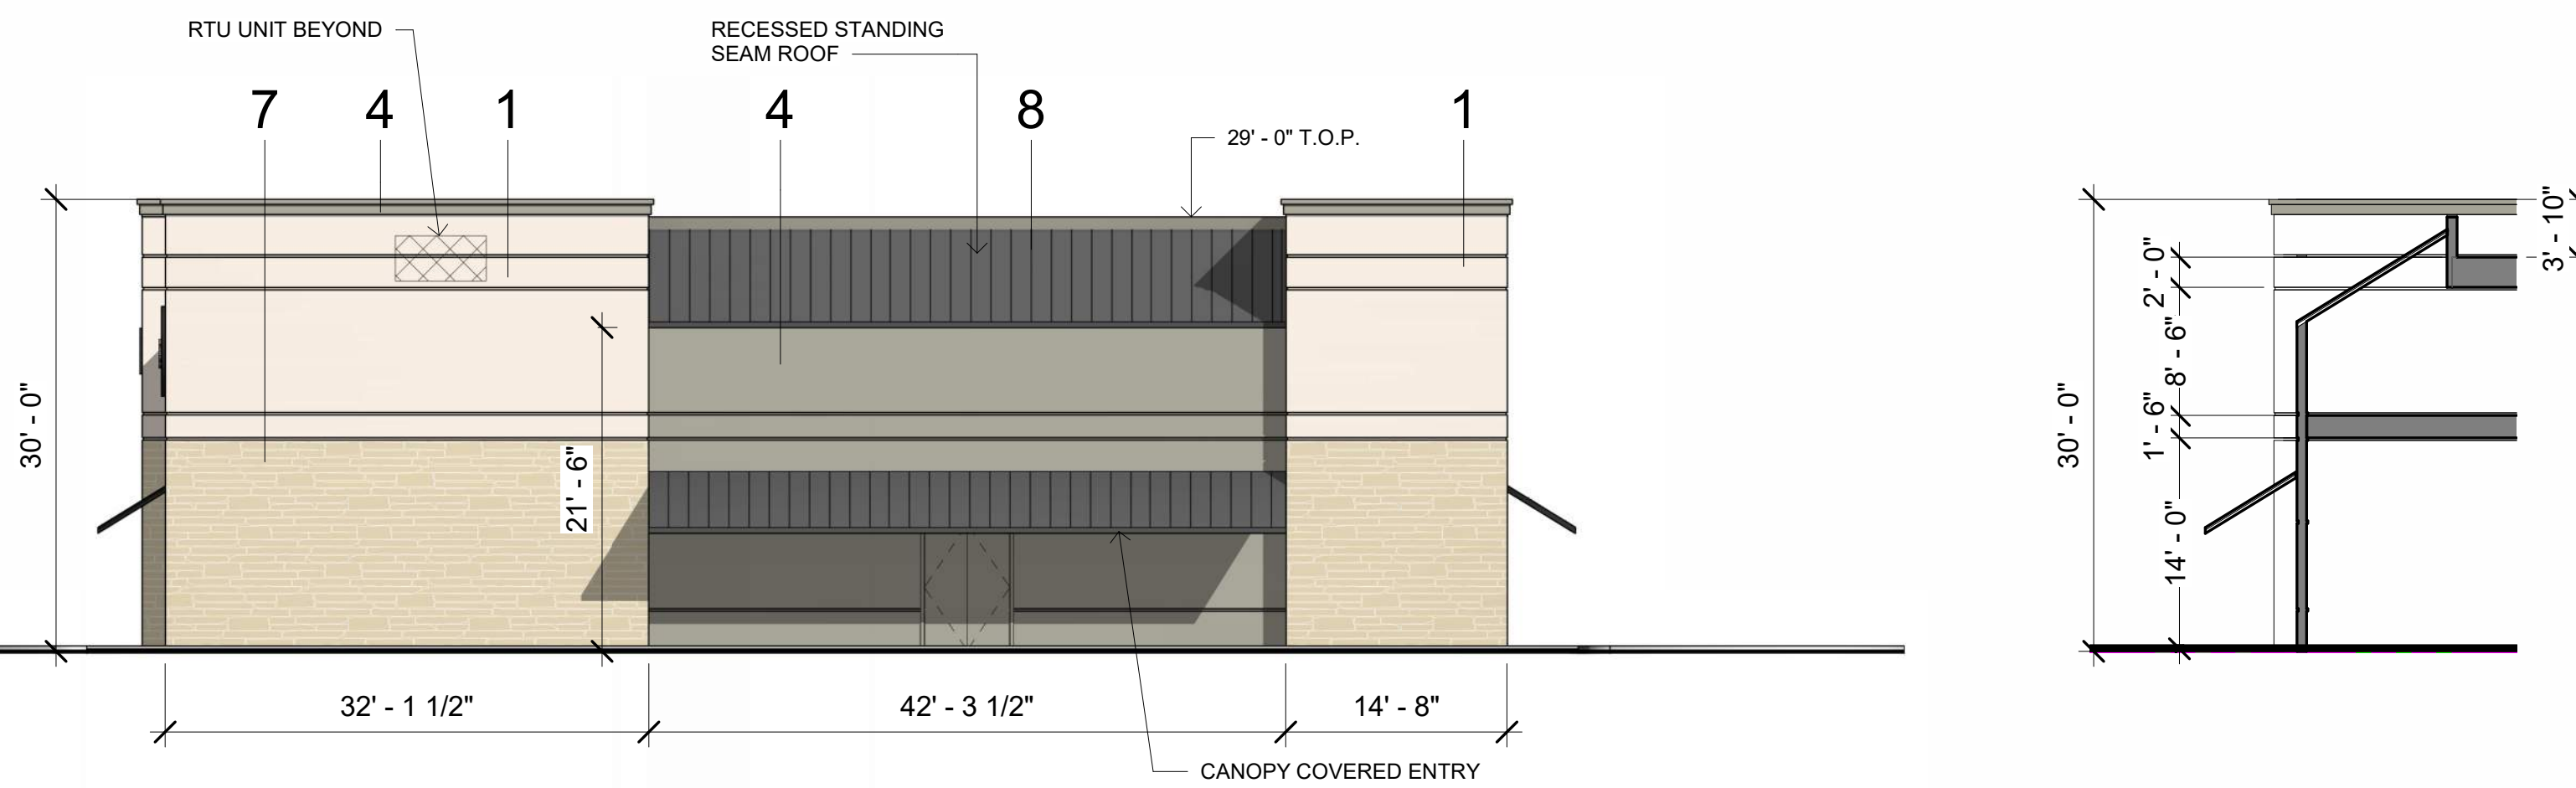 RTU UNIT BEYOND
RECESSED STANDING
SEAM ROOF
7 4 1 4 8 1
29' - 0" T.O.P.
30' - 0"
21' - 6"
32' - 1 1/2"
42' - 3 1/2"
14' - 8"
CANOPY COVERED ENTRY
30' - 0"
2' - 0"
8' - 6"
1' - 6"
14' - 0"
3' - 10"